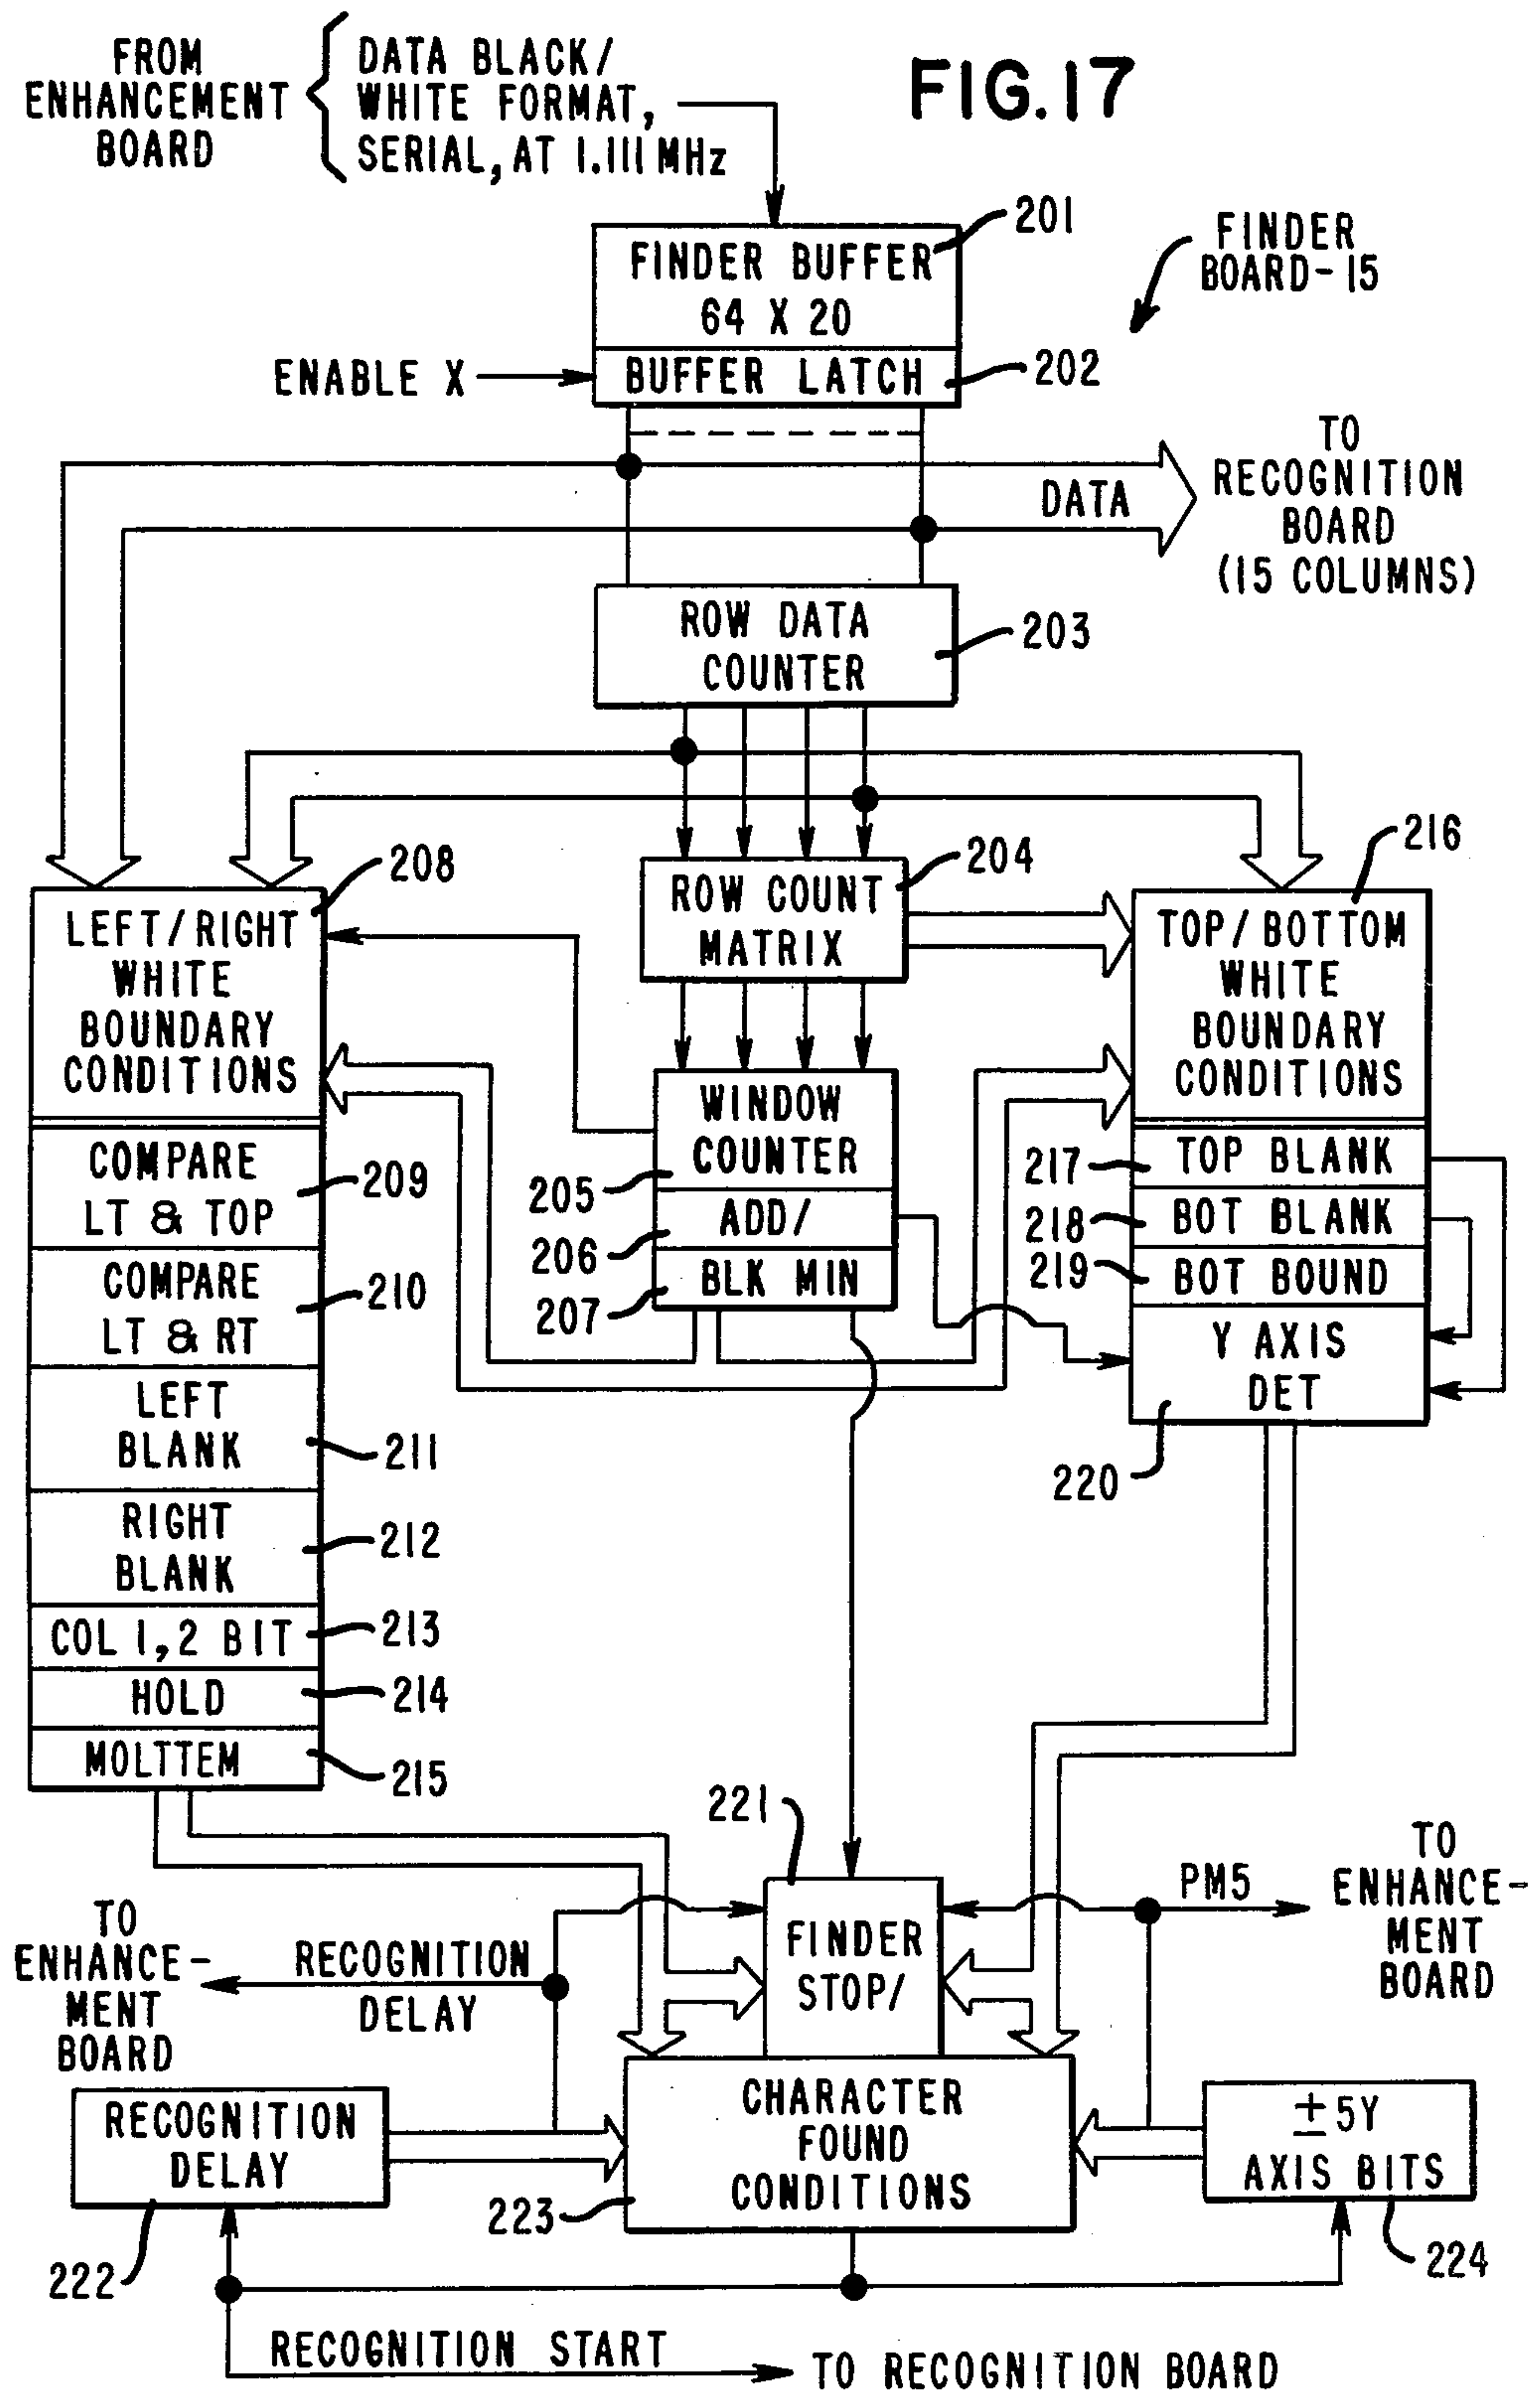 FROM
ENHANCEMENT
BOARD
DATA BLACK/
WHITE FORMAT,
SERIAL, AT 1.111 MHz
FIG. 17
201
FINDER BUFFER
64 X 20
FINDER
BOARD-15
ENABLE X
BUFFER LATCH
202
TO
RECOGNITION
BOARD
(15 COLUMNS)
DATA
ROW DATA
COUNTER
203
208
LEFT/RIGHT
WHITE
BOUNDARY
CONDITIONS
204
ROW COUNT
MATRIX
216
TOP/BOTTOM
WHITE
BOUNDARY
CONDITIONS
COMPARE
LT & TOP
209
WINDOW
COUNTER
205
ADD/
206
BLK MIN
207
217
TOP BLANK
218
BOT BLANK
219
BOT BOUND
Y AXIS
DET
220
COMPARE
LT & RT
210
LEFT
BLANK
211
RIGHT
BLANK
212
COL 1,2 BIT
213
HOLD
214
MOLTTEM
215
221
FINDER
STOP/
PM5
TO
ENHANCE-
MENT
BOARD
TO
ENHANCE-
MENT
BOARD
RECOGNITION
DELAY
RECOGNITION
DELAY
222
CHARACTER
FOUND
CONDITIONS
223
±5Y
AXIS BITS
224
RECOGNITION START
TO RECOGNITION BOARD